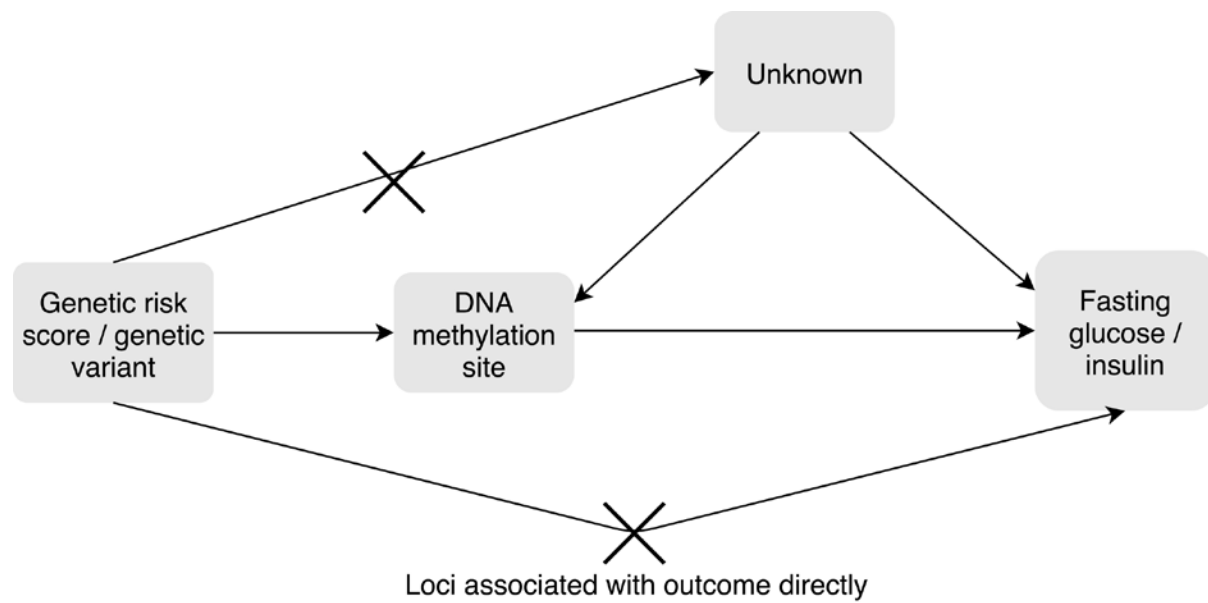 Unknown
Genetic risk
score / genetic
variant
DNA
methylation
site
Fasting
glucose /
insulin
Loci associated with outcome directly